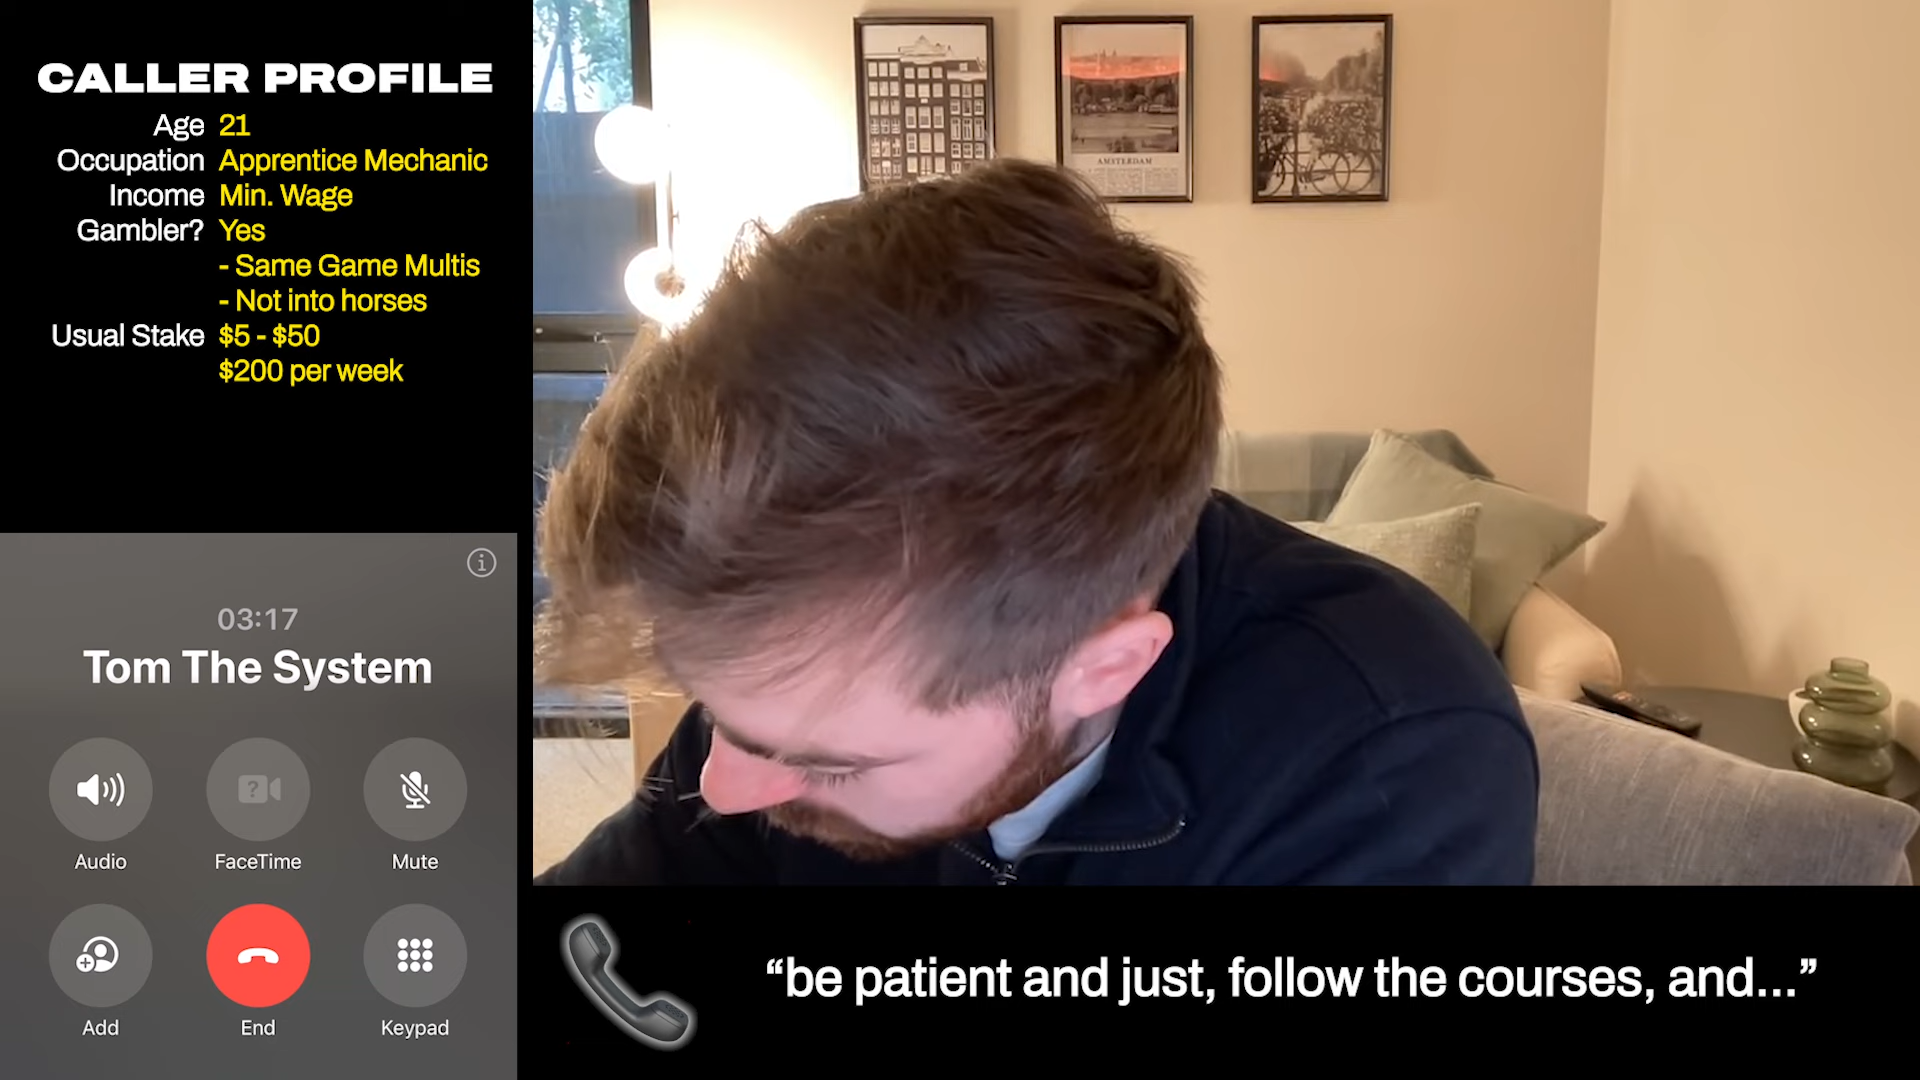 CALLER PROFILE
Age 21
Occupation Apprentice Mechanic
Income Min. Wage
Gambler? Yes
- Same Game Multis
- Not into horses
Usual Stake $5 - $50
$200 per week
03:17
Tom The System
Audio
FaceTime
Mute
Add
End
Keypad
AMSTERDAM
“be patient and just, follow the courses, and...”